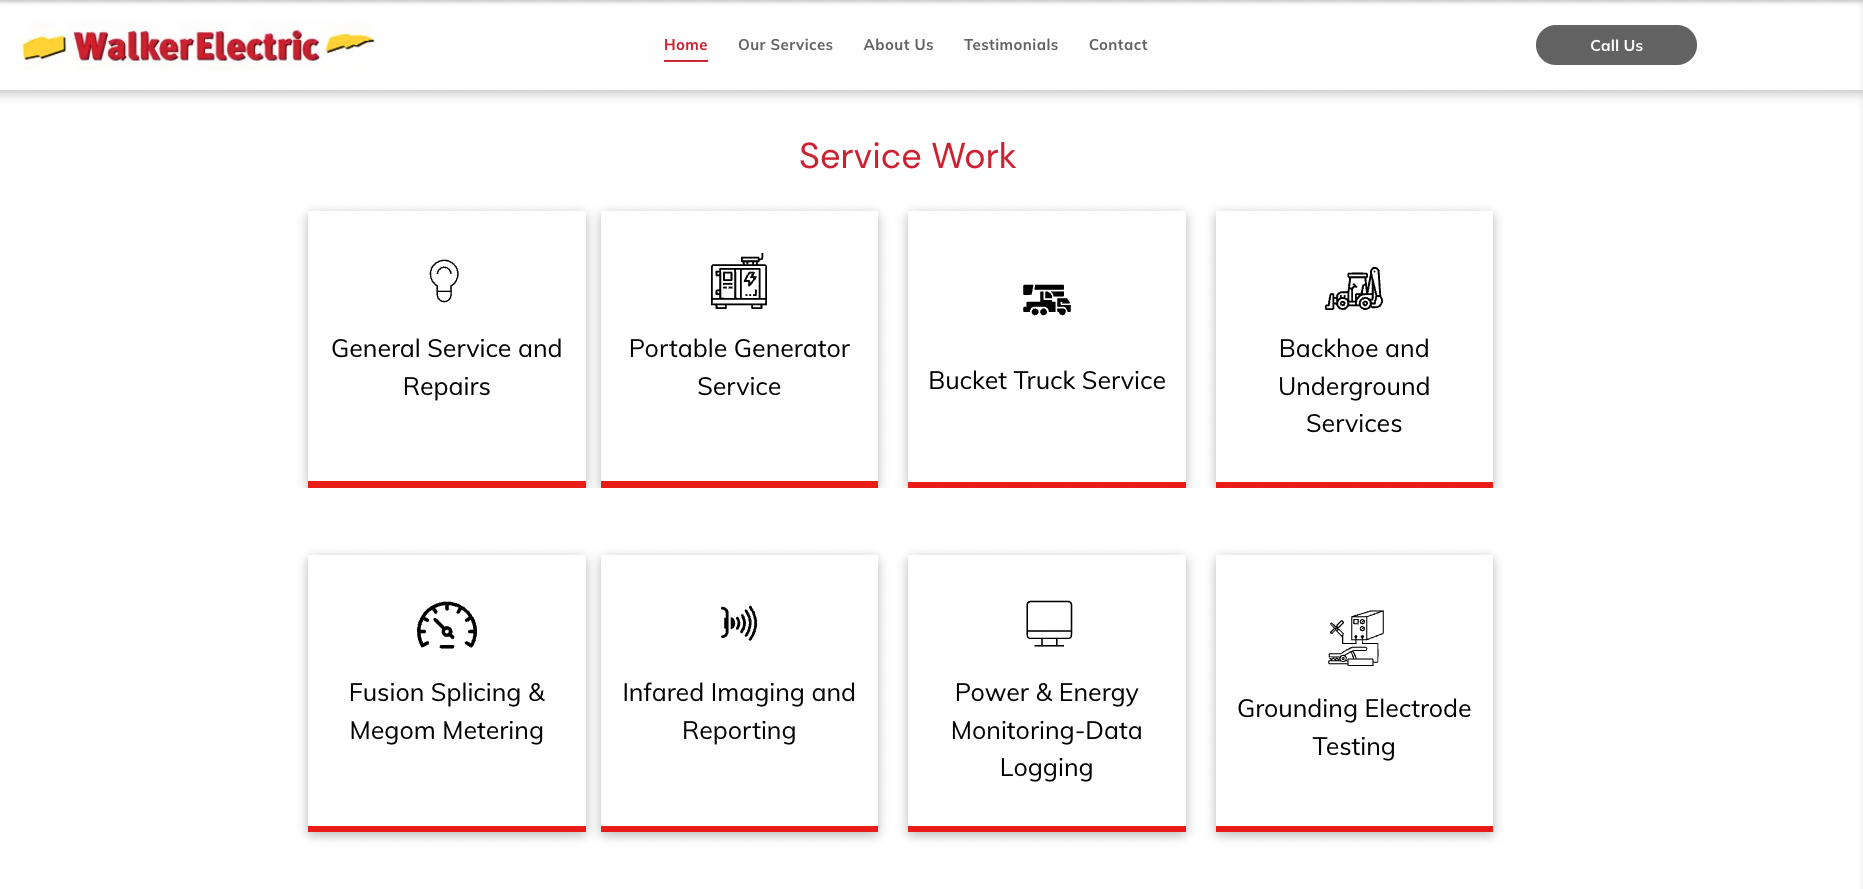 WalkerElectric
Home
Our Services
About Us
Testimonials
Contact
Call Us
Service Work
General Service and
Repairs
Portable Generator
Service
Bucket Truck Service
Backhoe and
Underground
Services
Fusion Splicing &
Megom Metering
Infared Imaging and
Reporting
Power & Energy
Monitoring-Data
Logging
Grounding Electrode
Testing